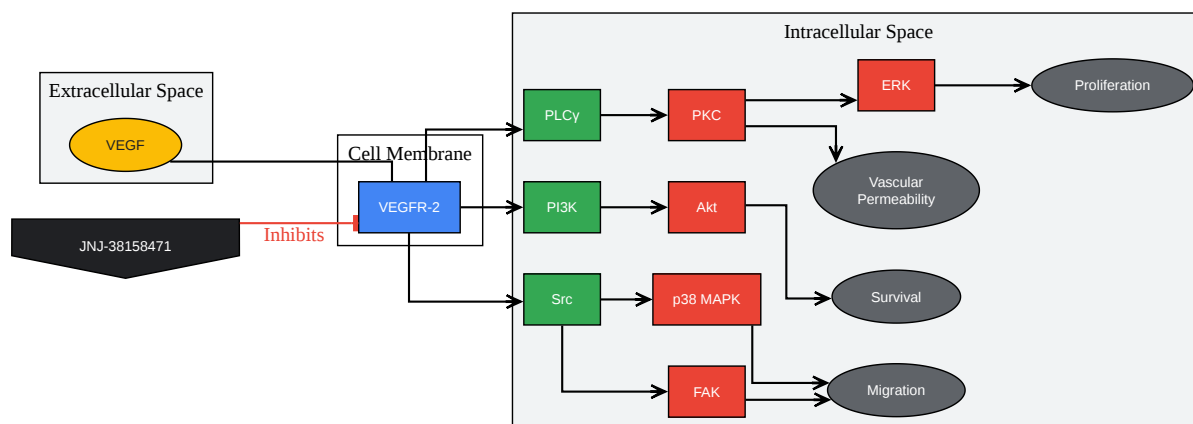 Intracellular Space
Extracellular Space
VEGF
Cell Membrane
VEGFR-2
JNJ-38158471
Inhibits
PLCγ
PKC
ERK
Proliferation
Vascular
Permeability
PI3K
Akt
Survival
Src
p38 MAPK
FAK
Migration